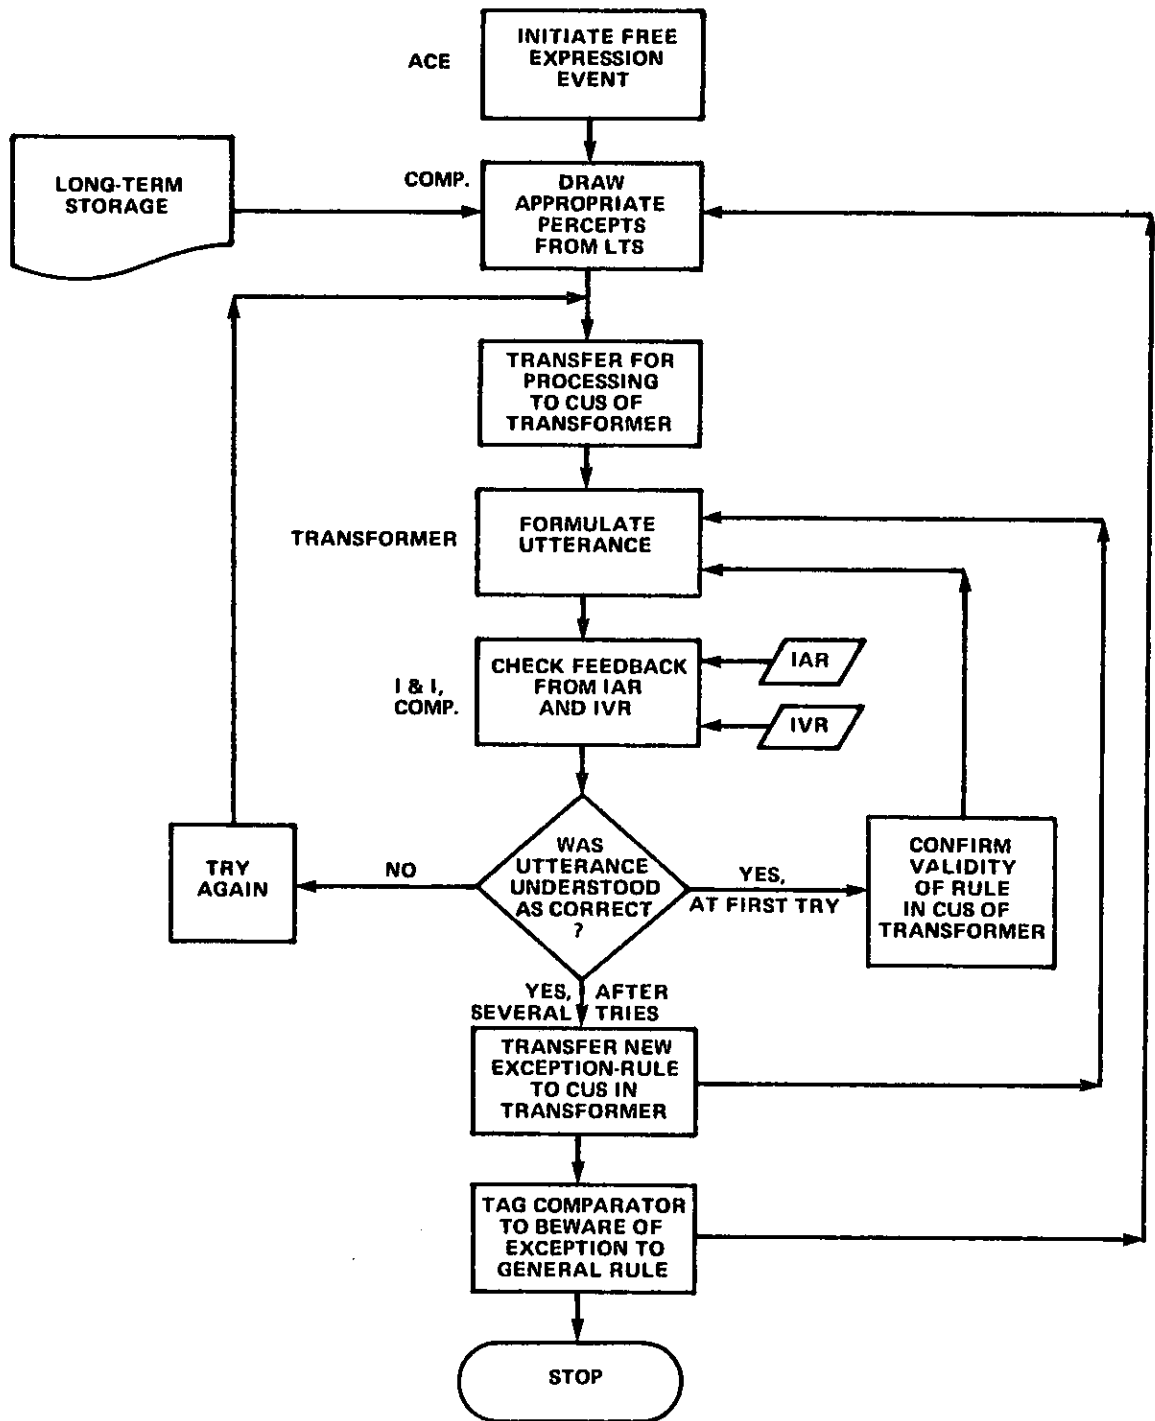 INITIATE FREE
EXPRESSION
EVENT
ACE
LONG-TERM
STORAGE
COMP.
DRAW
APPROPRIATE
PERCEPTS
FROM LTS
TRANSFER FOR
PROCESSING
TO CUS OF
TRANSFORMER
TRANSFORMER
FORMULATE
UTTERANCE
I & I,
COMP.
CHECK FEEDBACK
FROM IAR
AND IVR
IAR
IVR
TRY
AGAIN
NO
WAS
UTTERANCE
UNDERSTOOD
AS CORRECT
?
YES,
AT FIRST TRY
CONFIRM
VALIDITY
OF RULE
IN CUS OF
TRANSFORMER
YES, AFTER
SEVERAL TRIES
TRANSFER NEW
EXCEPTION-RULE
TO CUS IN
TRANSFORMER
TAG COMPARATOR
TO BEWARE OF
EXCEPTION TO
GENERAL RULE
STOP